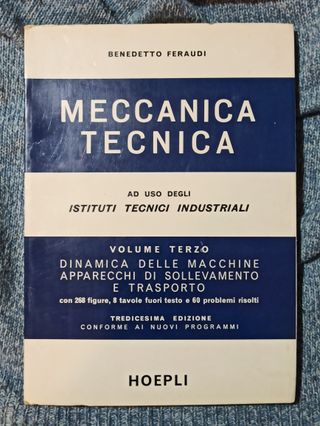 BENEDETTO FERAUDI
MECCANICA
TECNICA
AD USO DEGLI
ISTITUTI TECNICI INDUSTRIALI
VOLUME TERZO
DINAMICA DELLE MACCHINE
APPARECCHI DI SOLLEVAMENTO
E TRASPORTO
con 268 figure, 8 tavole fuori testo e 60 problemi risolti
TREDICESIMA EDIZIONE
CONFORME AI NUOVI PROGRAMMI
HOEPLI